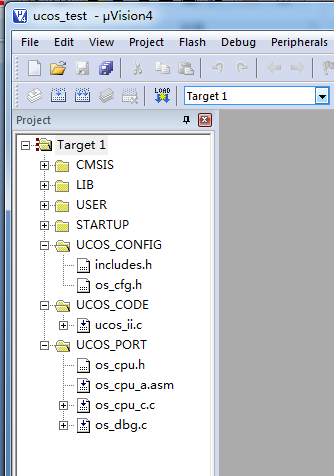 ucos_test - µVision4
File Edit View Project Flash Debug Peripherals
LOAD
Target 1
Project
Target 1
CMSIS
LIB
USER
STARTUP
UCOS_CONFIG
includes.h
os_cfg.h
UCOS_CODE
ucos_ii.c
UCOS_PORT
os_cpu.h
os_cpu_a.asm
os_cpu_c.c
os_dbg.c